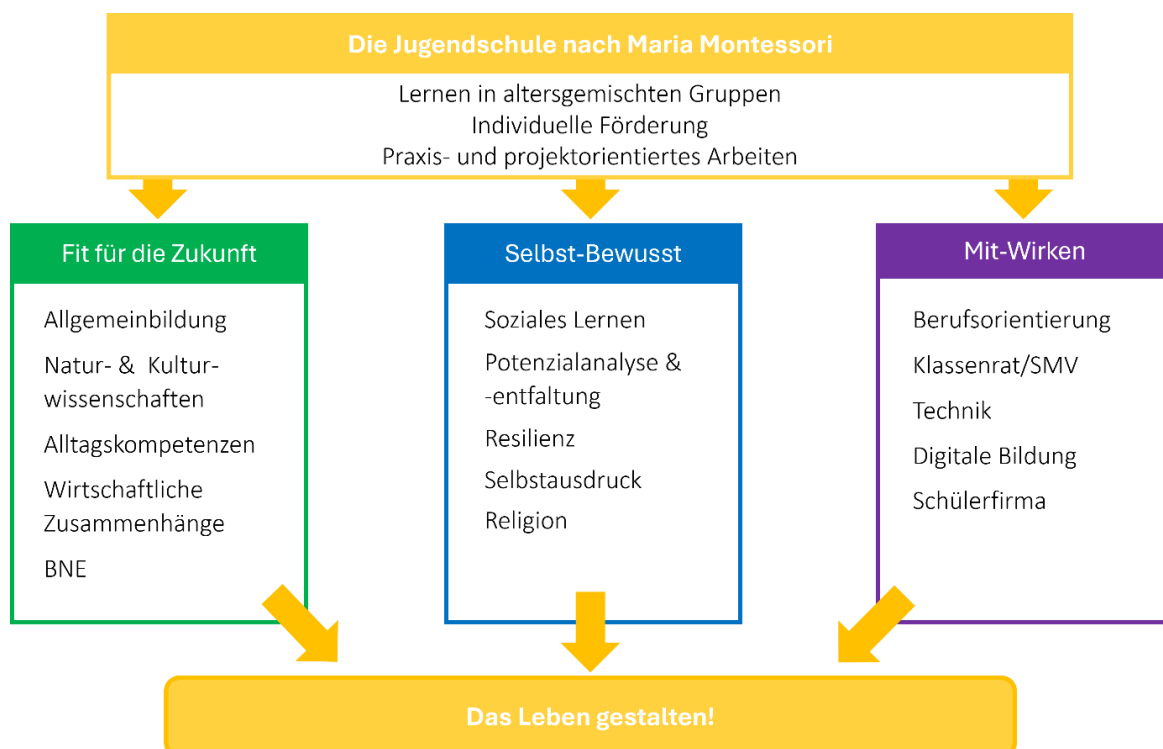 Die Jugendschule nach Maria Montessori
Lernen in altersgemischten Gruppen
Individuelle Förderung
Praxis- und projektorientiertes Arbeiten
Fit für die Zukunft
Allgemeinbildung
Natur- & Kultur-
wissenschaften
Alltagskompetenzen
Wirtschaftliche
Zusammenhänge
BNE
Selbst-Bewusst
Soziales Lernen
Potenzialanalyse &
-entfaltung
Resilienz
Selbstausdruck
Religion
Mit-Wirken
Berufsorientierung
Klassenrat/SMV
Technik
Digitale Bildung
Schülerfirma
Das Leben gestalten!